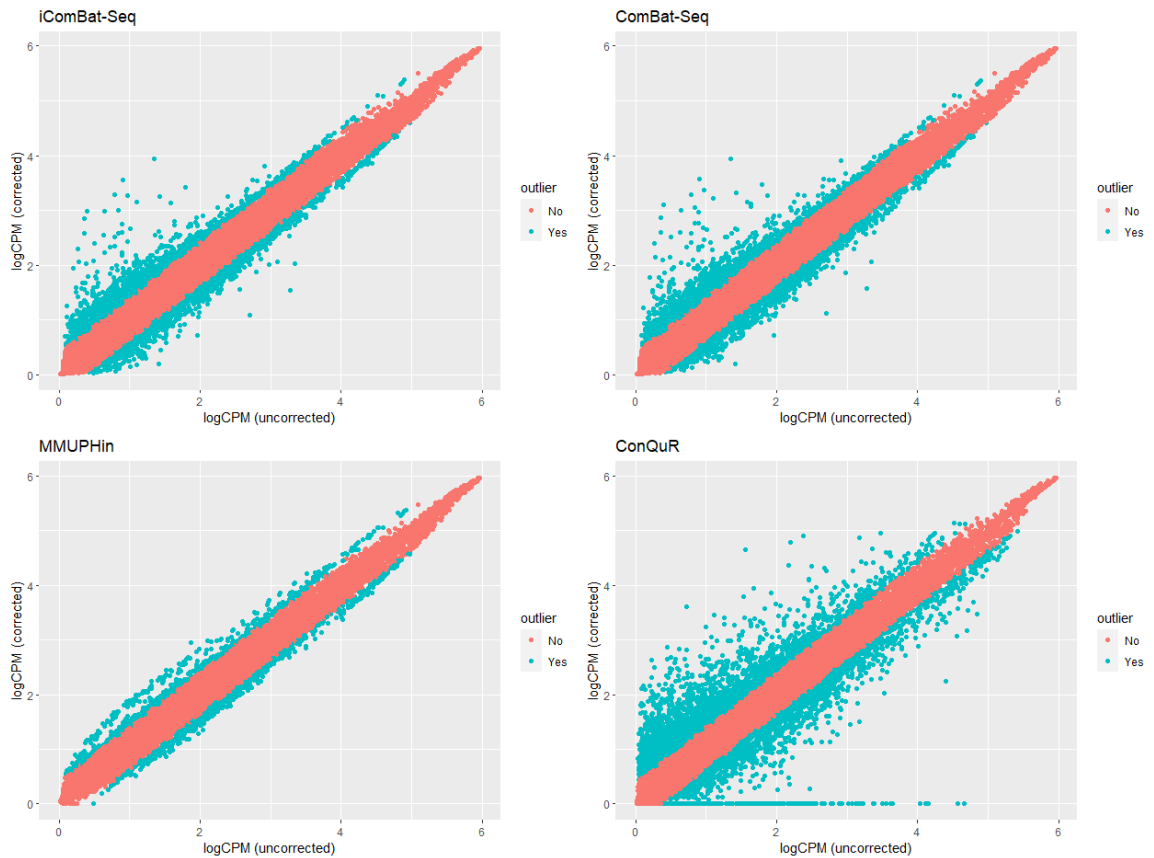 iComBat-Seq
6
4
2
0
logCPM (corrected)
0 2 4 6
logCPM (uncorrected)
outlier
No
Yes
ComBat-Seq
6
4
2
0
logCPM (corrected)
0 2 4 6
logCPM (uncorrected)
outlier
No
Yes
MMUPHin
6
4
2
0
logCPM (corrected)
0 2 4 6
logCPM (uncorrected)
outlier
No
Yes
ConQuR
6
4
2
0
logCPM (corrected)
0 2 4 6
logCPM (uncorrected)
outlier
No
Yes